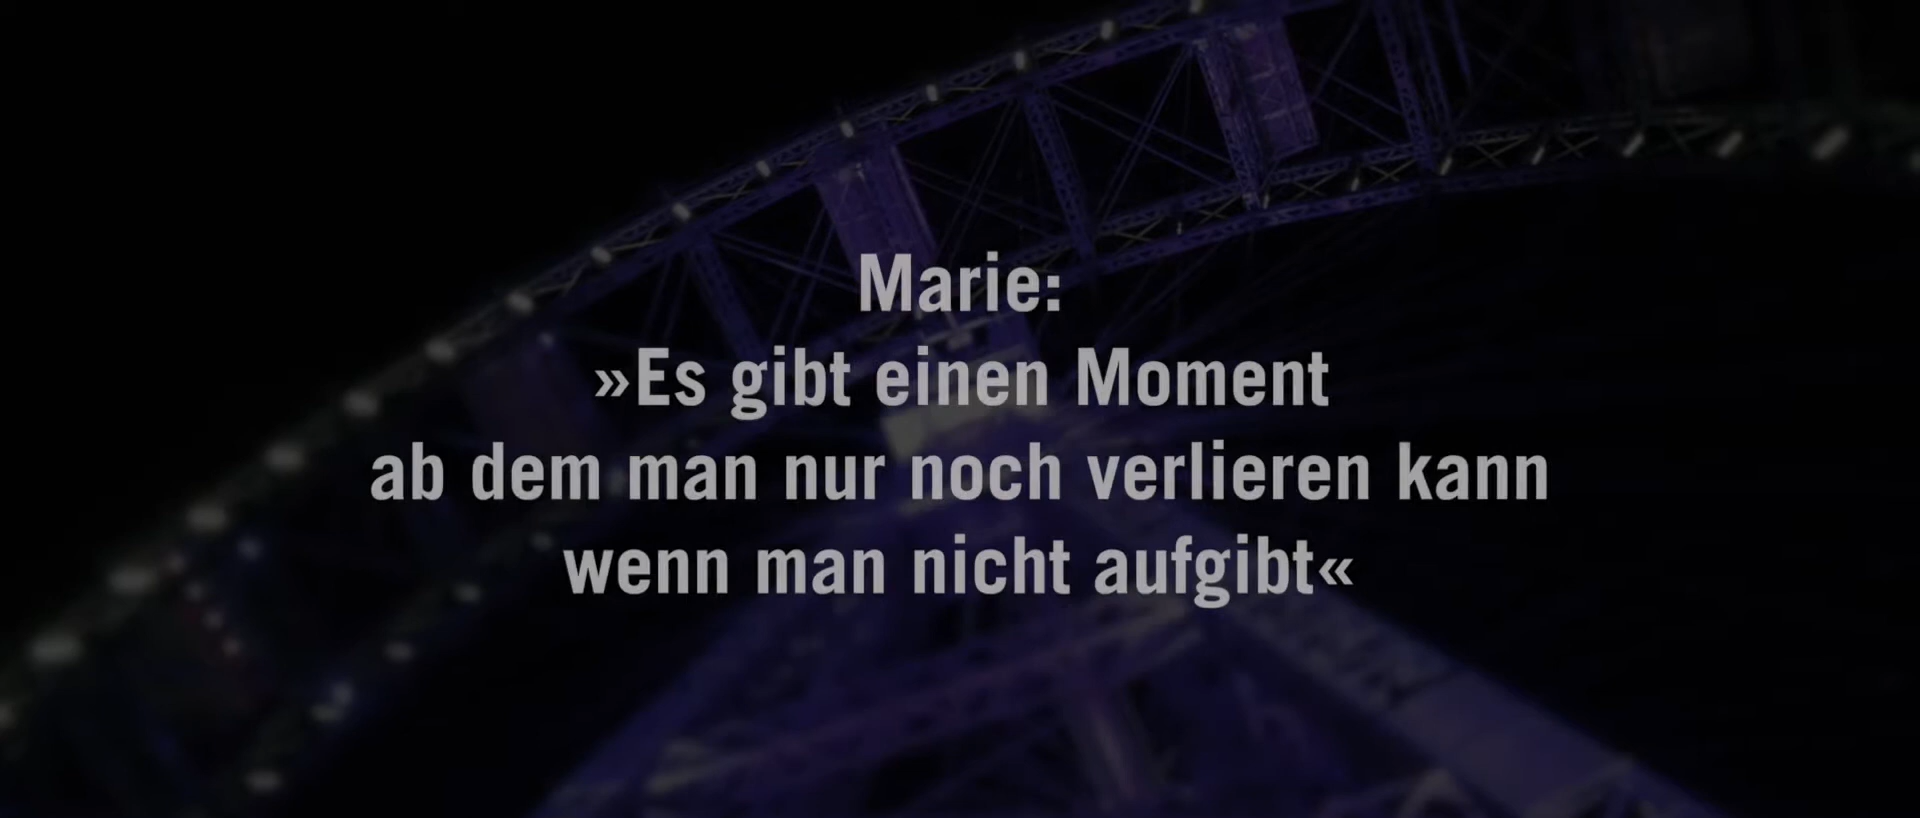 Marie:
»Es gibt einen Moment
ab dem man nur noch verlieren kann
wenn man nicht aufgibt«